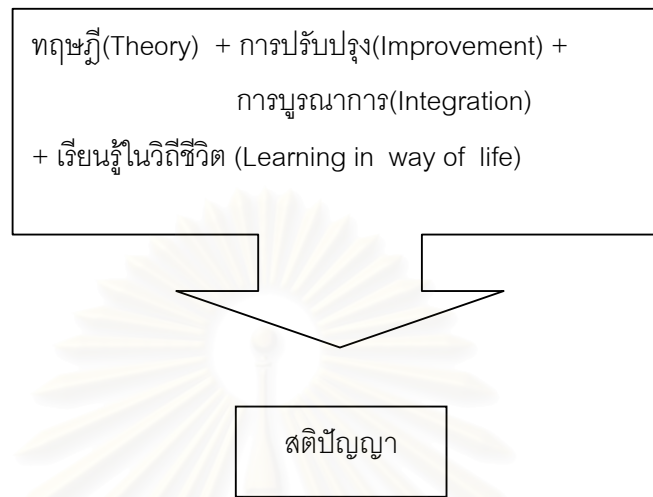 ทฤษฎี(Theory) + การปรับปรุง(Improvement) +
การบูรณาการ(Integration)
+ เรียนรู้ในวิถีชีวิต (Learning in way of life)
สติปัญญา